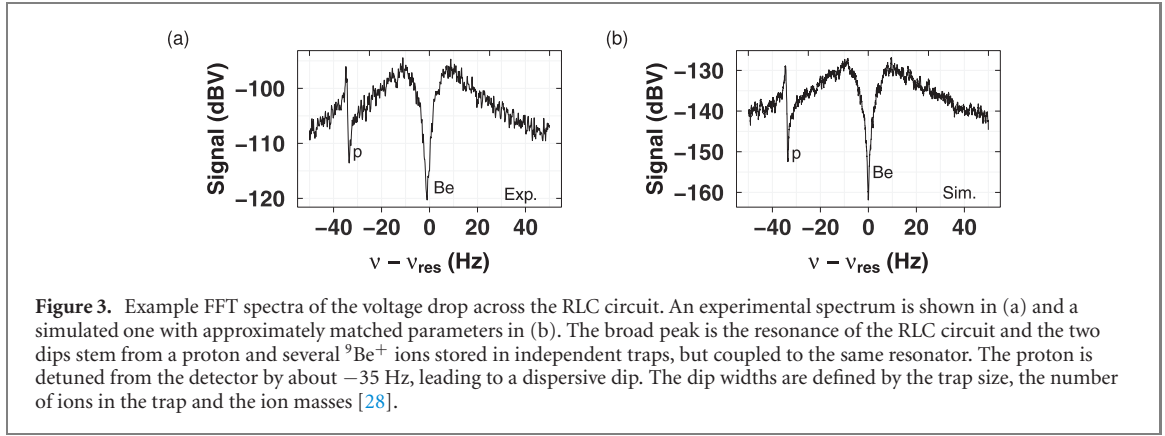 (a)
Signal (dBV)
−100
−110
−120
p
Be
Exp.
−40 −20 0 20 40
ν − νres (Hz)
(b)
Signal (dBV)
−130
−140
−150
−160
p
Be
Sim.
−40 −20 0 20 40
ν − νres (Hz)
Figure 3. Example FFT spectra of the voltage drop across the RLC circuit. An experimental spectrum is shown in (a) and a
simulated one with approximately matched parameters in (b). The broad peak is the resonance of the RLC circuit and the two
dips stem from a proton and several ⁹Be⁺ ions stored in independent traps, but coupled to the same resonator. The proton is
detuned from the detector by about −35 Hz, leading to a dispersive dip. The dip widths are defined by the trap size, the number
of ions in the trap and the ion masses [28].